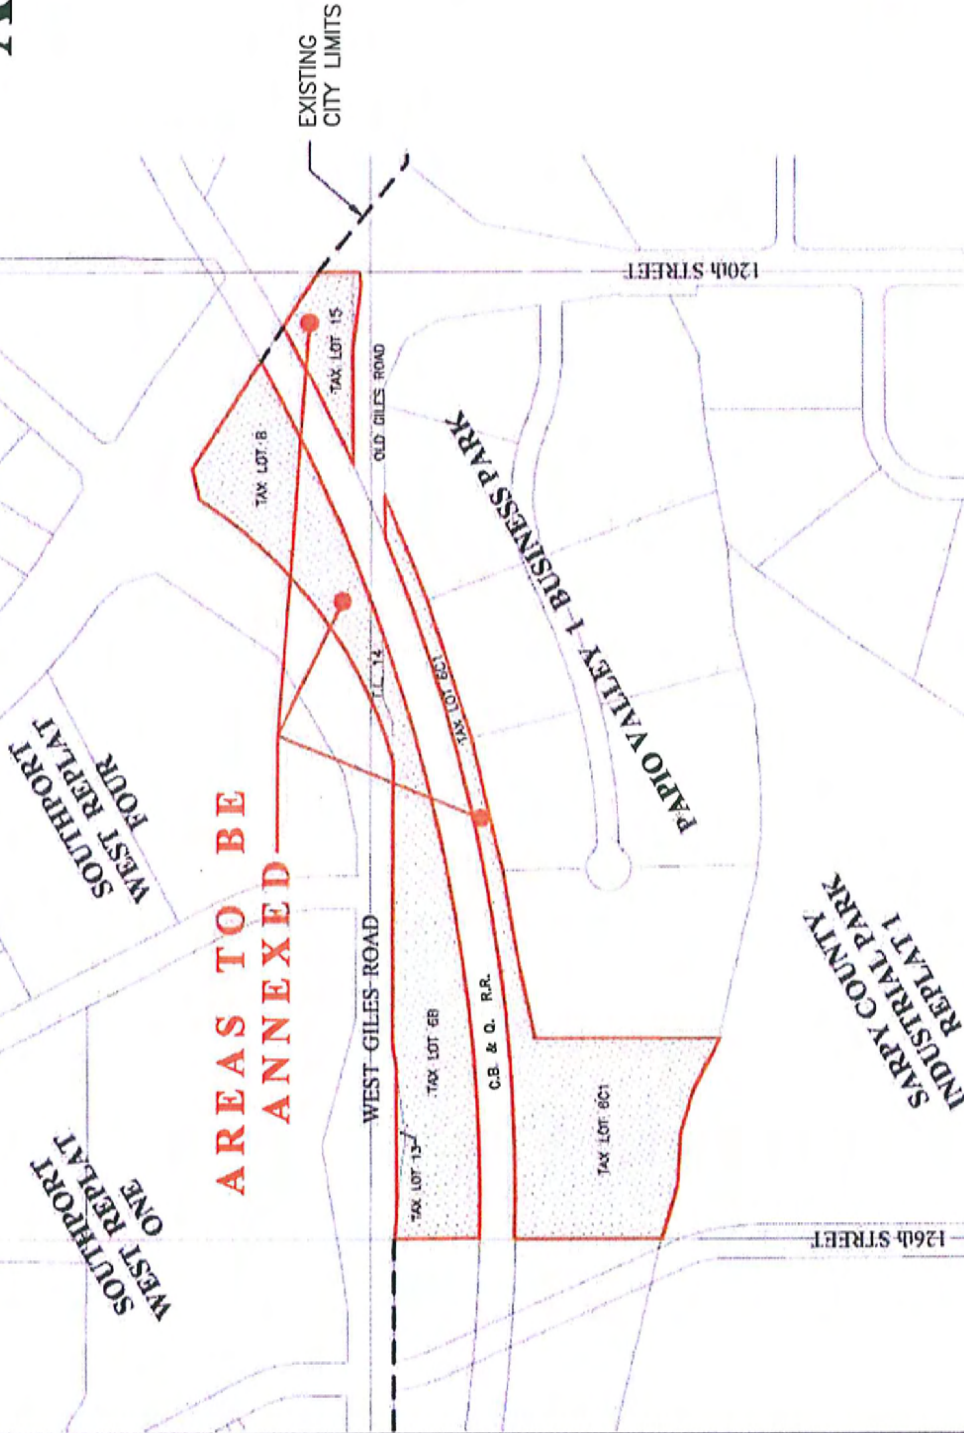 EXISTING
CITY LIMITS
120th STREET
TAX LOT 15
OLD GILES ROAD
TAX LOT 8
PAPIO VALLEY 1 BUSINESS PARK
T.L. 14
TAX LOT 6C1
SOUTHPORT
WEST REPLAT
FOUR
AREAS TO BE
ANNEXED
WEST GILES ROAD
TAX LOT 6B
C.B. & Q. R.R.
TAX LOT 13
TAX LOT 6C1
SARPY COUNTY
INDUSTRIAL PARK
REPLAT 1
SOUTHPORT
WEST REPLAT
ONE
126th STREET